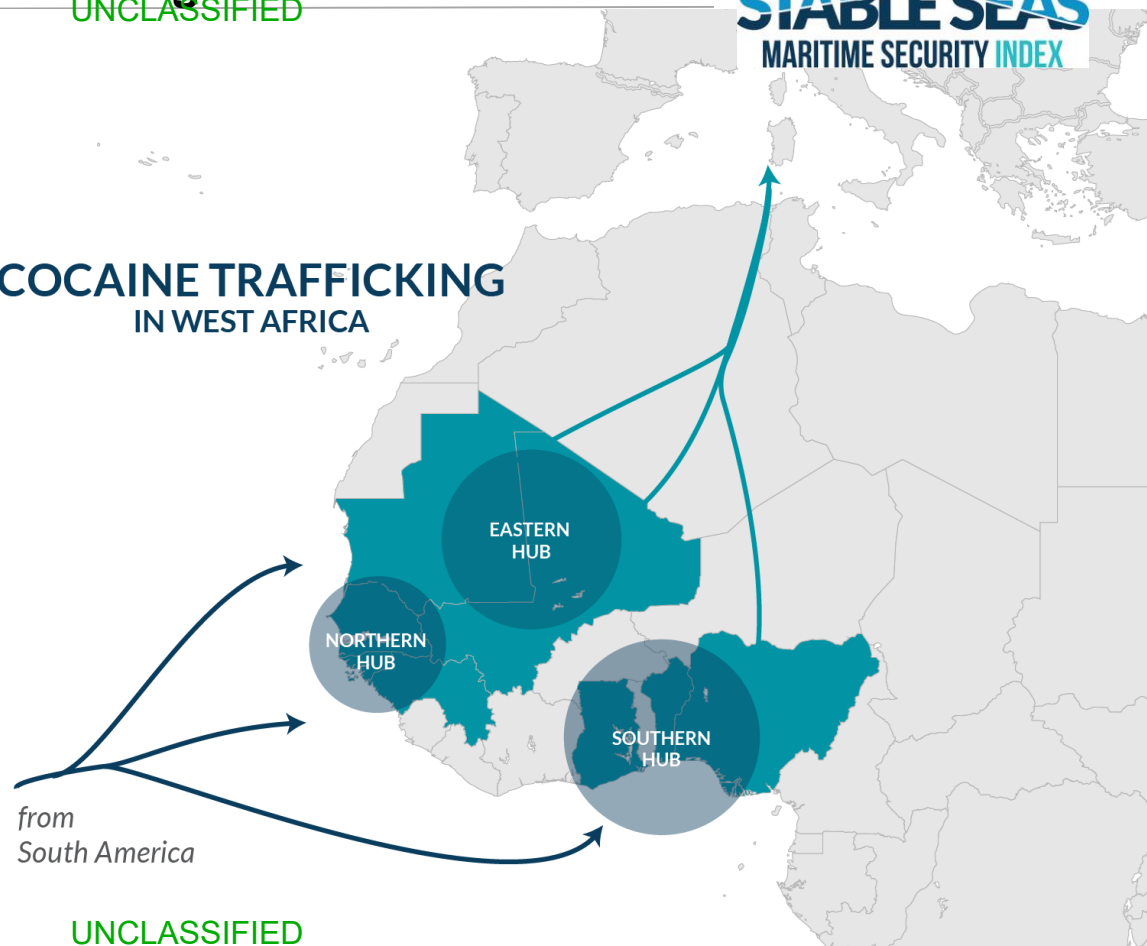 UNCLASSIFIED
STABLE SEAS
MARITIME SECURITY INDEX
COCAINE TRAFFICKING
IN WEST AFRICA
EASTERN
HUB
NORTHERN
HUB
SOUTHERN
HUB
from
South America
UNCLASSIFIED